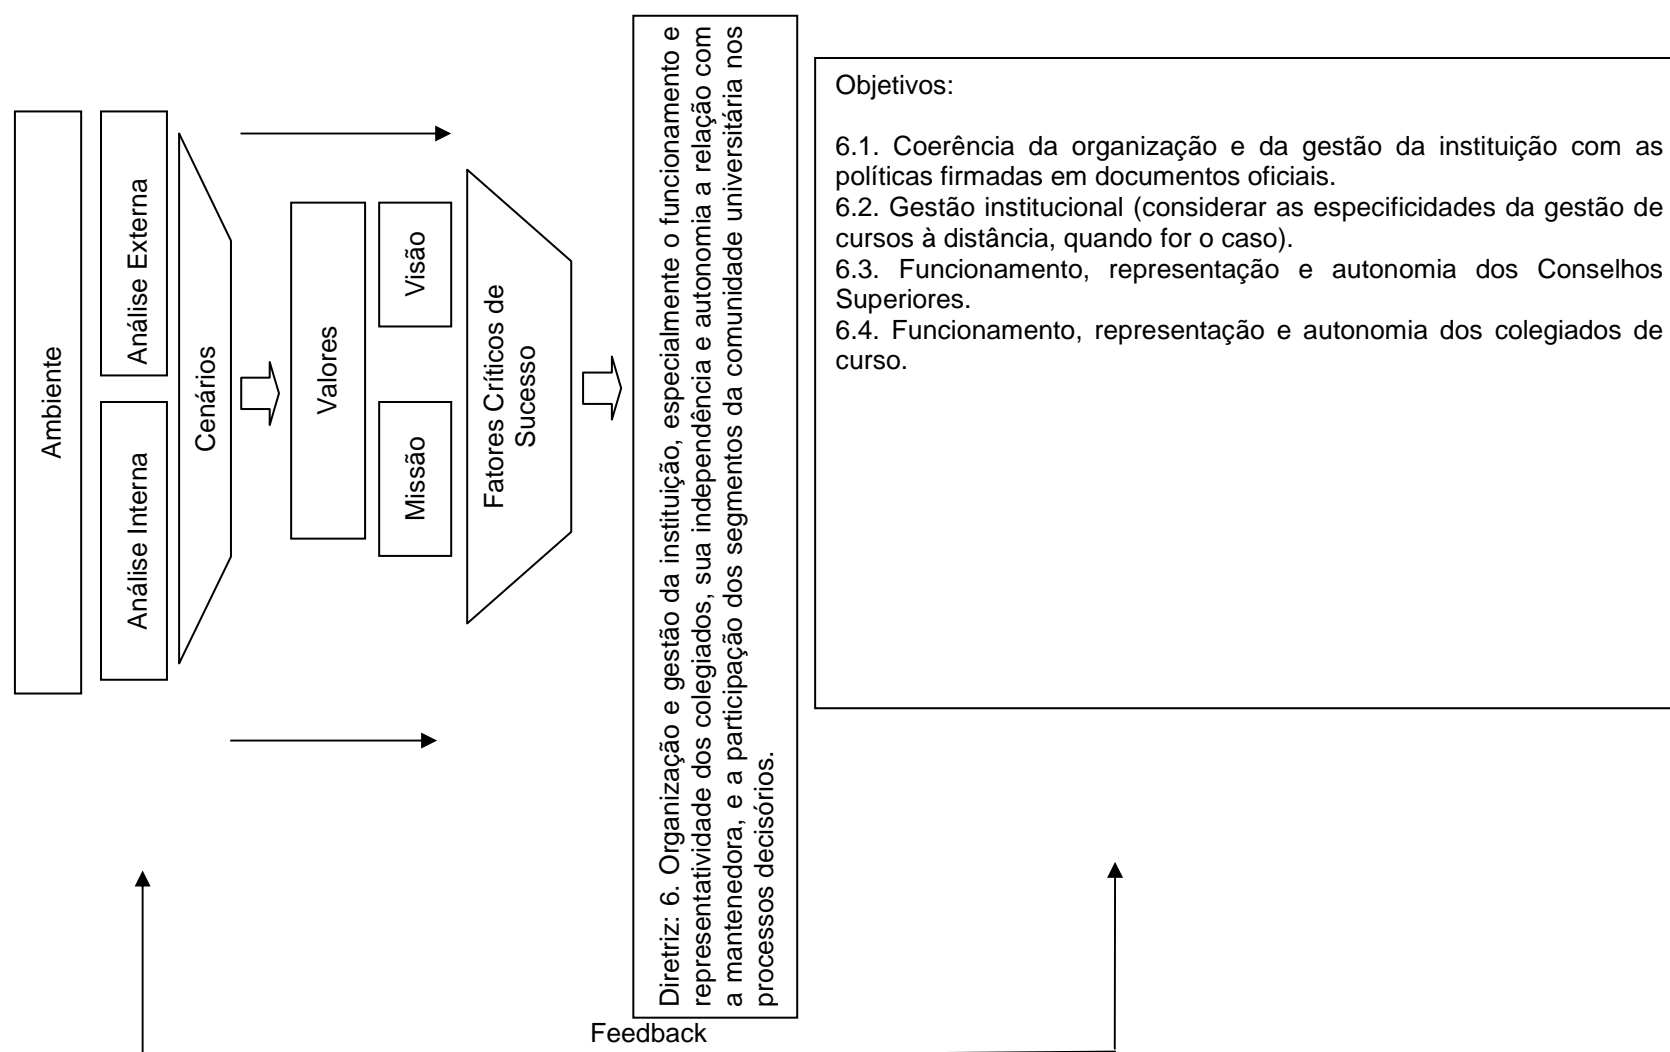 Ambiente
Análise Externa
Análise Interna
Cenários
Valores
Visão
Missão
Fatores Críticos de
Sucesso
Diretriz: 6. Organização e gestão da instituição, especialmente o funcionamento e
representatividade dos colegiados, sua independência e autonomia a relação com
a mantenedora, e a participação dos segmentos da comunidade universitária nos
processos decisórios.
Objetivos:
6.1. Coerência da organização e da gestão da instituição com as
políticas firmadas em documentos oficiais.
6.2. Gestão institucional (considerar as especificidades da gestão de
cursos à distância, quando for o caso).
6.3. Funcionamento, representação e autonomia dos Conselhos
Superiores.
6.4. Funcionamento, representação e autonomia dos colegiados de
curso.
Feedback